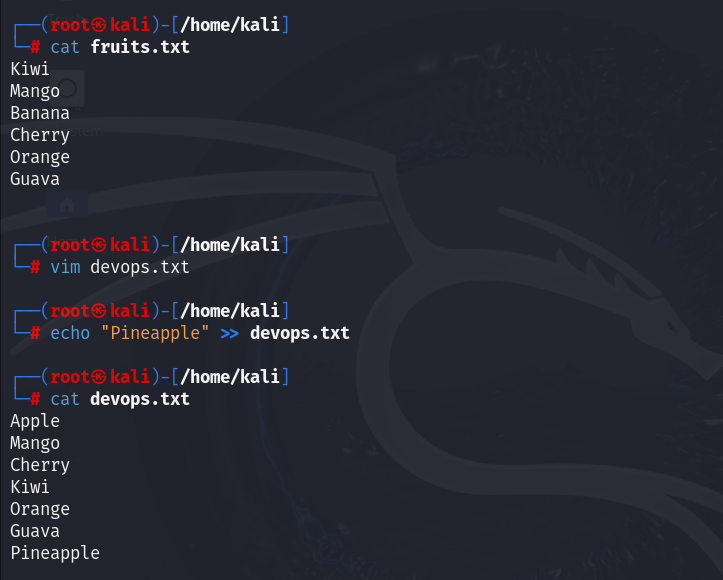 ┌──(root㉿kali)-[/home/kali]
└─# cat fruits.txt
Kiwi
Mango
Banana
Cherry
Orange
Guava
┌──(root㉿kali)-[/home/kali]
└─# vim devops.txt
┌──(root㉿kali)-[/home/kali]
└─# echo "Pineapple" >> devops.txt
┌──(root㉿kali)-[/home/kali]
└─# cat devops.txt
Apple
Mango
Cherry
Kiwi
Orange
Guava
Pineapple